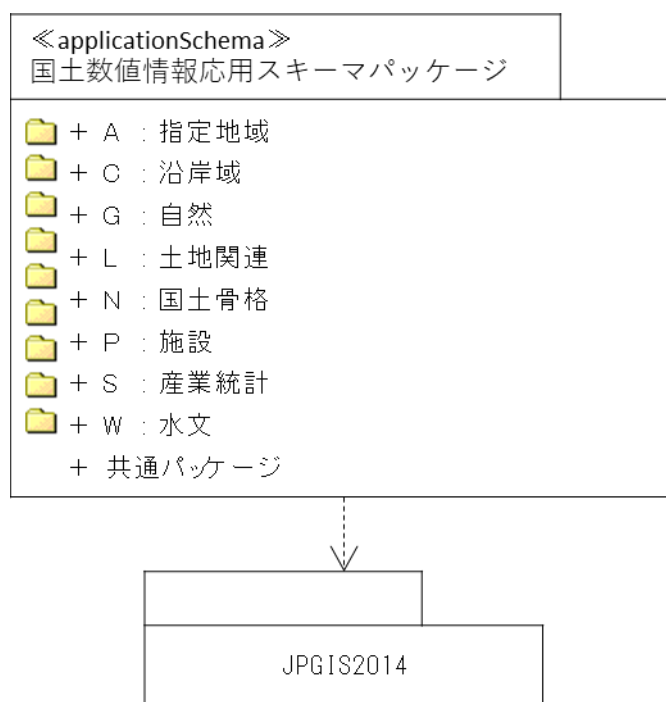 ≪applicationSchema≫
国土数値情報応用スキーマパッケージ
+ A : 指定地域
+ C : 沿岸域
+ G : 自然
+ L : 土地関連
+ N : 国土骨格
+ P : 施設
+ S : 産業統計
+ W : 水文
+ 共通パッケージ
JPGIS2014